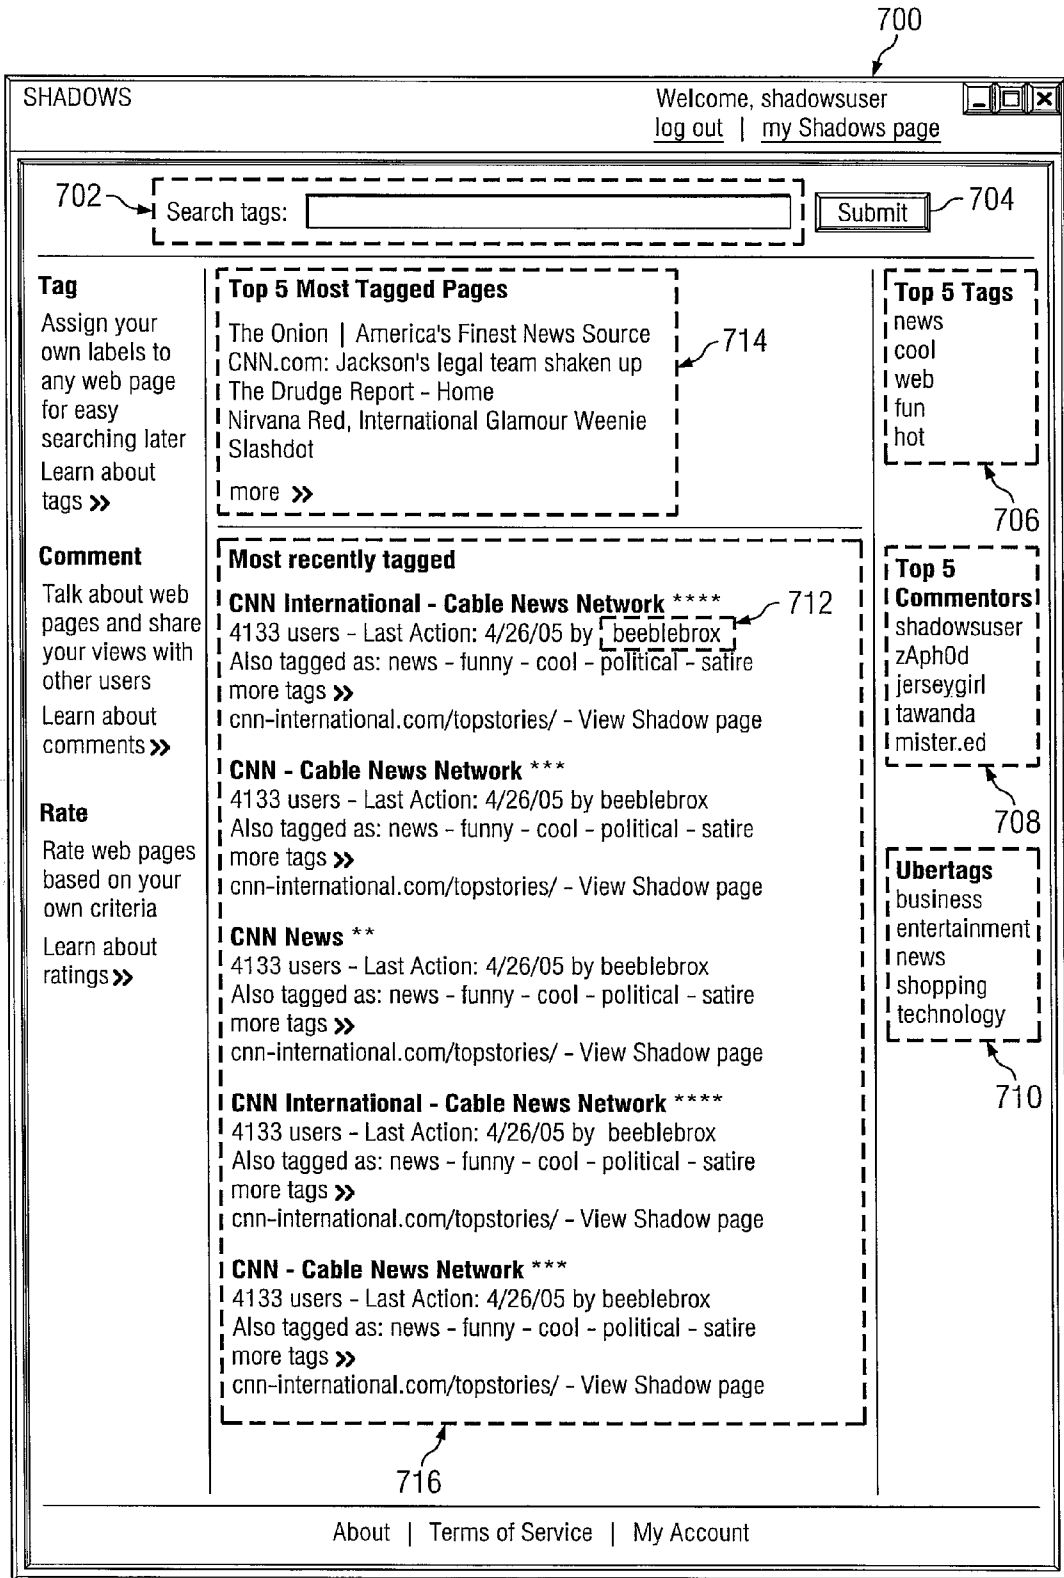 700
SHADOWS
Welcome, shadowsuser
log out | my Shadows page
702
Search tags:
Submit
704
Tag
Assign your
own labels to
any web page
for easy
searching later
Learn about
tags »
Comment
Talk about web
pages and share
your views with
other users
Learn about
comments »
Rate
Rate web pages
based on your
own criteria
Learn about
ratings »
Top 5 Most Tagged Pages
The Onion | America's Finest News Source
CNN.com: Jackson's legal team shaken up
The Drudge Report - Home
Nirvana Red, International Glamour Weenie
Slashdot
more »
714
Most recently tagged
CNN International - Cable News Network ****
4133 users - Last Action: 4/26/05 by beeblebrox
712
Also tagged as: news - funny - cool - political - satire
more tags »
cnn-international.com/topstories/ - View Shadow page
CNN - Cable News Network ***
4133 users - Last Action: 4/26/05 by beeblebrox
Also tagged as: news - funny - cool - political - satire
more tags »
cnn-international.com/topstories/ - View Shadow page
CNN News **
4133 users - Last Action: 4/26/05 by beeblebrox
Also tagged as: news - funny - cool - political - satire
more tags »
cnn-international.com/topstories/ - View Shadow page
CNN International - Cable News Network ****
4133 users - Last Action: 4/26/05 by beeblebrox
Also tagged as: news - funny - cool - political - satire
more tags »
cnn-international.com/topstories/ - View Shadow page
CNN - Cable News Network ***
4133 users - Last Action: 4/26/05 by beeblebrox
Also tagged as: news - funny - cool - political - satire
more tags »
cnn-international.com/topstories/ - View Shadow page
716
Top 5 Tags
news
cool
web
fun
hot
706
Top 5
Commentors
shadowsuser
zAph0d
jerseygirl
tawanda
mister.ed
708
Ubertags
business
entertainment
news
shopping
technology
710
About | Terms of Service | My Account